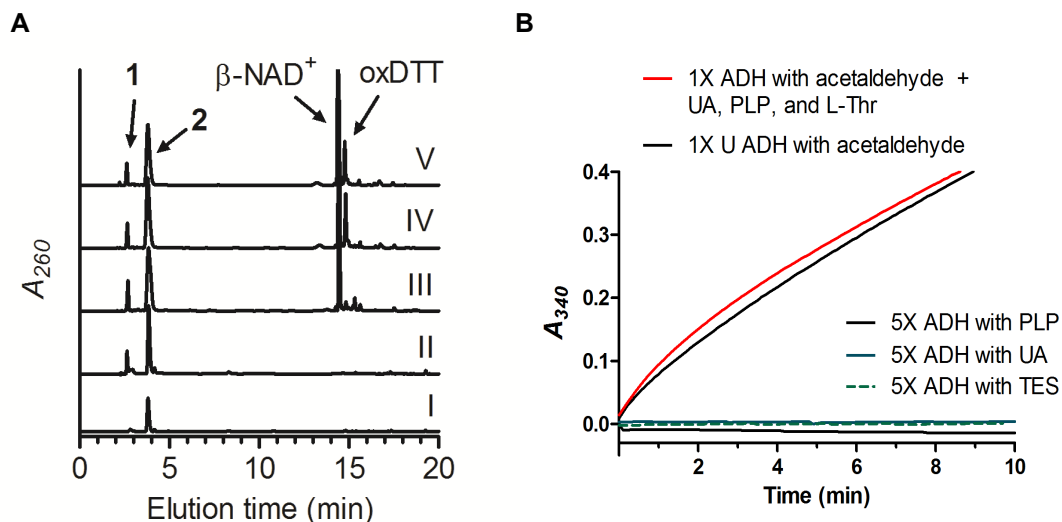 A
B
1
2
β-NAD+
oxDTT
V
IV
III
II
I
A260
0
5
10
15
20
Elution time (min)
1X ADH with acetaldehyde +
UA, PLP, and L-Thr
1X U ADH with acetaldehyde
0.4
0.3
0.2
0.1
0.0
A340
5X ADH with PLP
5X ADH with UA
5X ADH with TES
2
4
6
8
10
Time (min)